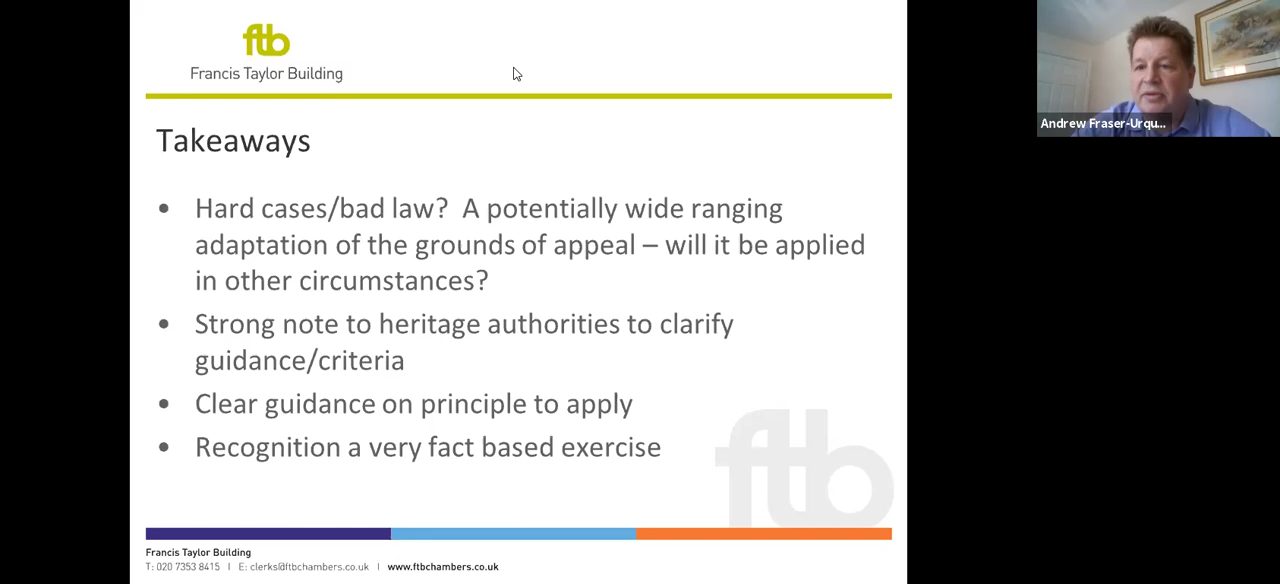 ftb
Francis Taylor Building
Andrew Fraser-Urqu...
Takeaways
• Hard cases/bad law? A potentially wide ranging
adaptation of the grounds of appeal – will it be applied
in other circumstances?
• Strong note to heritage authorities to clarify
guidance/criteria
• Clear guidance on principle to apply
• Recognition a very fact based exercise
ftb
Francis Taylor Building
T: 020 7353 8415 I E: clerks@ftbchambers.co.uk I www.ftbchambers.co.uk